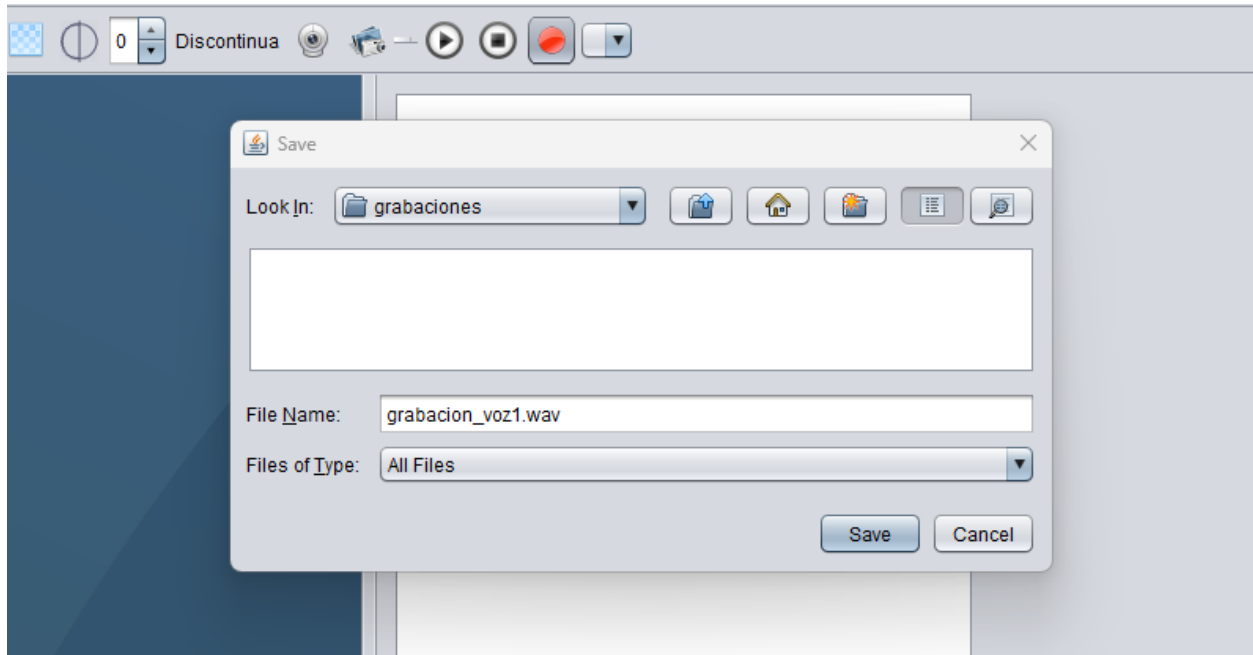 0 Discontinua
Save
Look In: grabaciones
File Name: grabacion_voz1.wav
Files of Type: All Files
Save Cancel